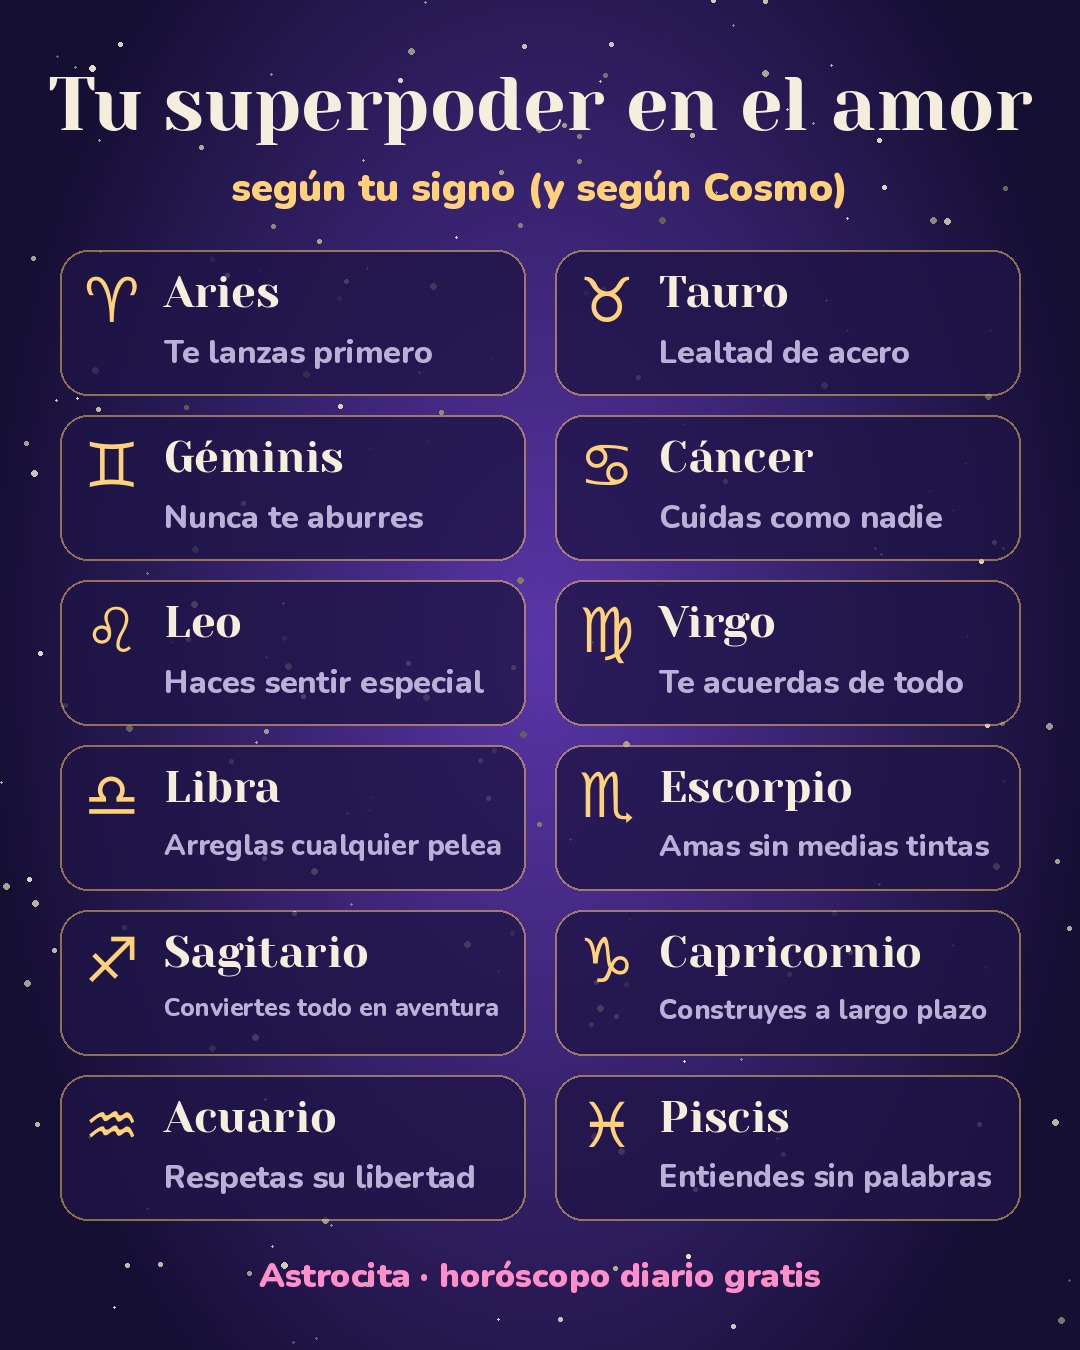 Tu superpoder en el amor
según tu signo (y según Cosmo)
♈ Aries
Te lanzas primero
♉ Tauro
Lealtad de acero
♊ Géminis
Nunca te aburres
♋ Cáncer
Cuidas como nadie
♌ Leo
Haces sentir especial
♍ Virgo
Te acuerdas de todo
♎ Libra
Arreglas cualquier pelea
♏ Escorpio
Amas sin medias tintas
♐ Sagitario
Conviertes todo en aventura
♑ Capricornio
Construyes a largo plazo
♒ Acuario
Respetas su libertad
♓ Piscis
Entiendes sin palabras
Astrocita · horóscopo diario gratis